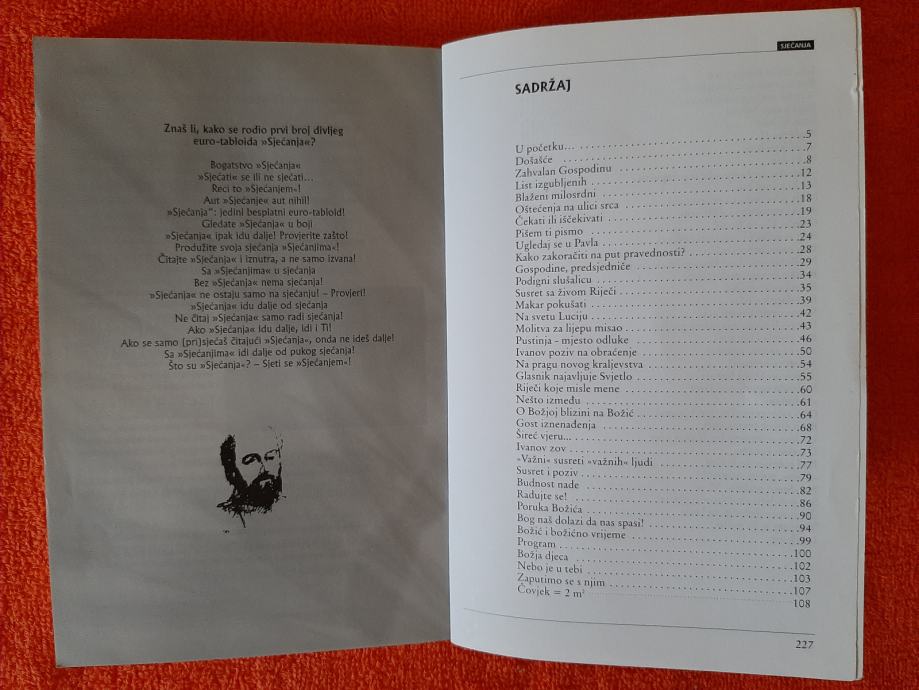 Znaš li, kako se rodio prvi broj divljeg
euro-tabloida »Sjećanja«?
Bogatstvo »Sjećanja«
»Sjećati« se ili ne sjećati...
Reci to »Sjećanjem«!
Aut »Sjećanje« aut nihil!
»Sjećanja“: jedini besplatni euro-tabloid!
Gledate »Sjećanja« u boji
»Sjećanja« ipak idu dalje! Provjerite zašto!
Produžite svoja sjećanja »Sjećanjima«!
Čitajte »Sjećanja« i iznutra, a ne samo izvana!
Sa »Sjećanjima« u sjećanja
Bez »Sjećanja« nema sjećanja!
»Sjećanja« ne ostaju samo na sjećanju! – Provjeri!
»Sjećanja« idu dalje od sjećanja
Ne čitaj »Sjećanja« samo radi sjećanja!
Ako »Sjećanja« idu dalje, idi i Ti!
Ako se samo (pri)sjećaš čitajući »Sjećanja«, onda ne ideš dalje!
Sa »Sjećanjima« idi dalje od pukog sjećanja!
Što su »Sjećanja«? – Sjeti se »Sjećanjem«!
SJEĆANJA
SADRŽAJ
U početku... 5
Došašće 7
Zahvalan Gospodinu 8
List izgubljenih 12
Blaženi milosrdni 13
Oštećenja na ulici srca 18
Čekati ili iščekivati 19
Pišem ti pismo 23
Ugledaj se u Pavla 24
Kako zakoračiti na put pravednosti? 28
Gospodine, predsjedniče 29
Podigni slušalicu 34
Susret sa živom Riječi 35
Makar pokušati 39
Na svetu Luciju 42
Molitva za lijepu misao 43
Pustinja - mjesto odluke 46
Ivanov poziv na obraćenje 50
Na pragu novog kraljevstva 54
Glasnik najavljuje Svjetlo 55
Riječi koje misle mene 60
Nešto između 61
O Božjoj blizini na Božić 64
Gost iznenađenja 68
Šireć vjeru... 72
Ivanov zov 73
»Važni« susreti »važnih« ljudi 77
Susret i poziv 79
Budnost nade 82
Radujte se! 86
Poruka Božića 90
Bog naš dolazi da nas spasi! 94
Božić i božićno vrijeme 99
Program 100
Božja djeca 102
Nebo je u tebi 103
Zaputimo se s njim 107
Čovjek = 2 m² 108
227